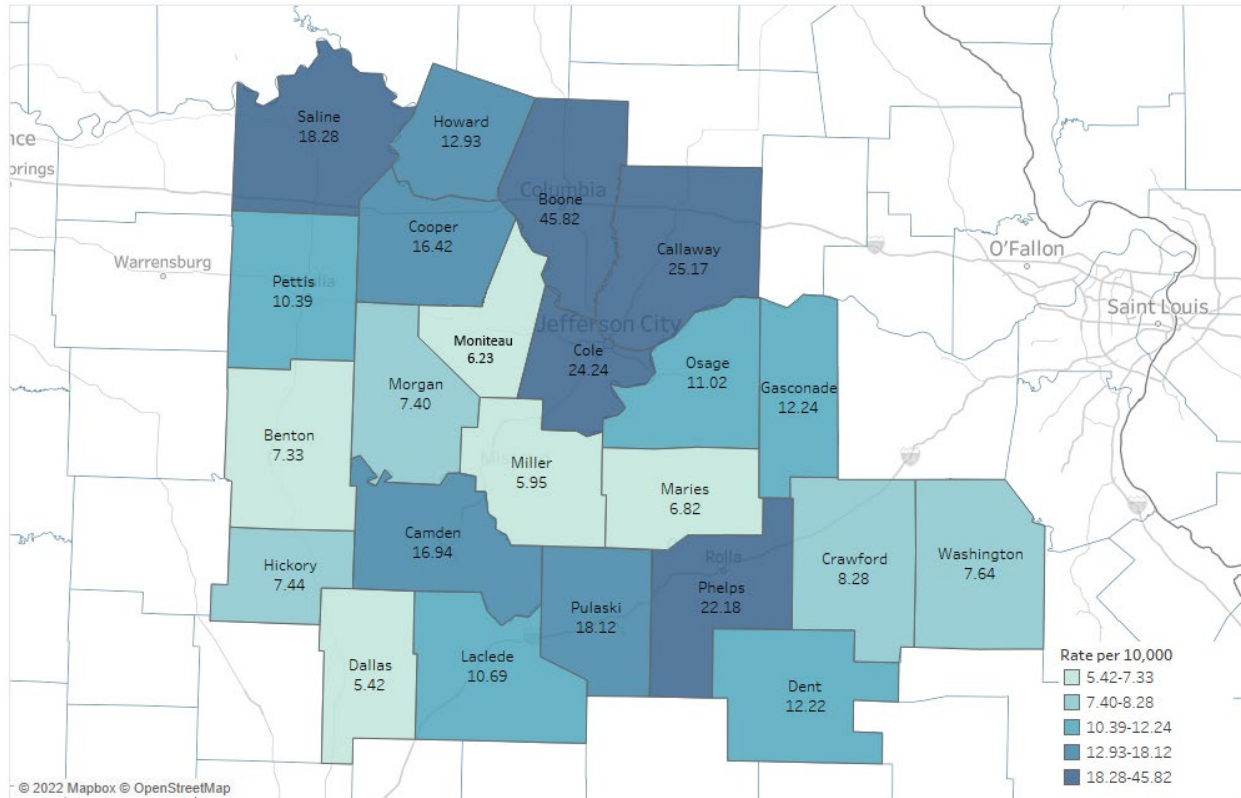 Saline
18.28
Howard
12.93
nce
prings
Columbia
Boone
45.82
Cooper
16.42
Callaway
25.17
O'Fallon
Warrensburg
Pettis
10.39
Saint Louis
Jefferson City
Moniteau
6.23
Cole
24.24
Osage
11.02
Gasconade
12.24
Morgan
7.40
Benton
7.33
Miller
5.95
Maries
6.82
Camden
16.94
Rolla
Phelps
22.18
Crawford
8.28
Washington
7.64
Hickory
7.44
Pulaski
18.12
Dallas
5.42
Laclede
10.69
Dent
12.22
Rate per 10,000
5.42-7.33
7.40-8.28
10.39-12.24
12.93-18.12
18.28-45.82
© 2022 Mapbox © OpenStreetMap